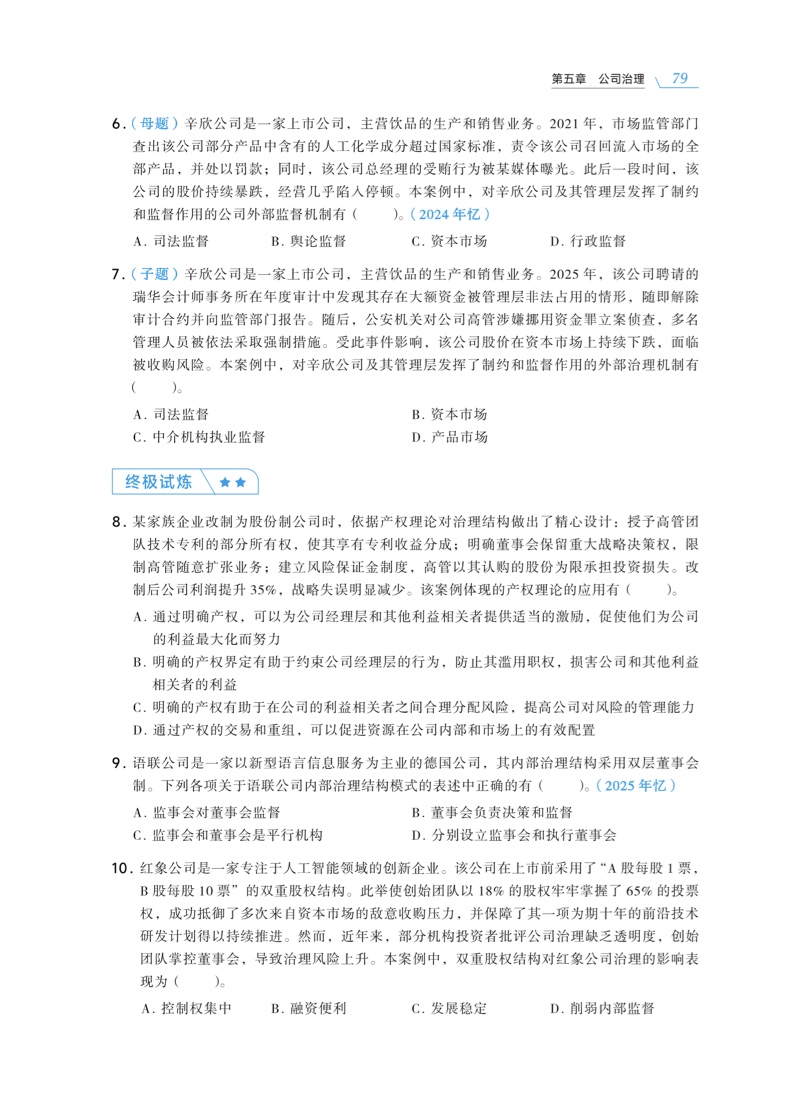 第五章　公司治理　79
6.（母题）辛欣公司是一家上市公司，主营饮品的生产和销售业务。2021 年，市场监管部门
查出该公司部分产品中含有的人工化学成分超过国家标准，责令该公司召回流入市场的全
部产品，并处以罚款；同时，该公司总经理的受贿行为被某媒体曝光。此后一段时间，该
公司的股价持续暴跌，经营几乎陷入停顿。本案例中，对辛欣公司及其管理层发挥了制约
和监督作用的公司外部监督机制有（　　）。（2024 年忆）
A. 司法监督　B. 舆论监督　C. 资本市场　D. 行政监督
7.（子题）辛欣公司是一家上市公司，主营饮品的生产和销售业务。2025 年，该公司聘请的
瑞华会计师事务所在年度审计中发现其存在大额资金被管理层非法占用的情形，随即解除
审计合约并向监管部门报告。随后，公安机关对公司高管涉嫌挪用资金罪立案侦查，多名
管理人员被依法采取强制措施。受此事件影响，该公司股价在资本市场上持续下跌，面临
被收购风险。本案例中，对辛欣公司及其管理层发挥了制约和监督作用的外部治理机制有
（　　）。
A. 司法监督　B. 资本市场
C. 中介机构执业监督　D. 产品市场
终极试炼 ★★
8. 某家族企业改制为股份制公司时，依据产权理论对治理结构做出了精心设计：授予高管团
队技术专利的部分所有权，使其享有专利收益分成；明确董事会保留重大战略决策权，限
制高管随意扩张业务；建立风险保证金制度，高管以其认购的股份为限承担投资损失。改
制后公司利润提升 35%，战略失误明显减少。该案例体现的产权理论的应用有（　　）。
A. 通过明确产权，可以为公司经理层和其他利益相关者提供适当的激励，促使他们为公司
的利益最大化而努力
B. 明确的产权界定有助于约束公司经理层的行为，防止其滥用职权，损害公司和其他利益
相关者的利益
C. 明确的产权有助于在公司的利益相关者之间合理分配风险，提高公司对风险的管理能力
D. 通过产权的交易和重组，可以促进资源在公司内部和市场上的有效配置
9. 语联公司是一家以新型语言信息服务为主业的德国公司，其内部治理结构采用双层董事会
制。下列各项关于语联公司内部治理结构模式的表述中正确的有（　　）。（2025 年忆）
A. 监事会对董事会监督　B. 董事会负责决策和监督
C. 监事会和董事会是平行机构　D. 分别设立监事会和执行董事会
10. 红象公司是一家专注于人工智能领域的创新企业。该公司在上市前采用了“A 股每股 1 票，
B 股每股 10 票”的双重股权结构。此举使创始团队以 18% 的股权牢牢掌握了 65% 的投票
权，成功抵御了多次来自资本市场的敌意收购压力，并保障了其一项为期十年的前沿技术
研发计划得以持续推进。然而，近年来，部分机构投资者批评公司治理缺乏透明度，创始
团队掌控董事会，导致治理风险上升。本案例中，双重股权结构对红象公司治理的影响表
现为（　　）。
A. 控制权集中　B. 融资便利　C. 发展稳定　D. 削弱内部监督